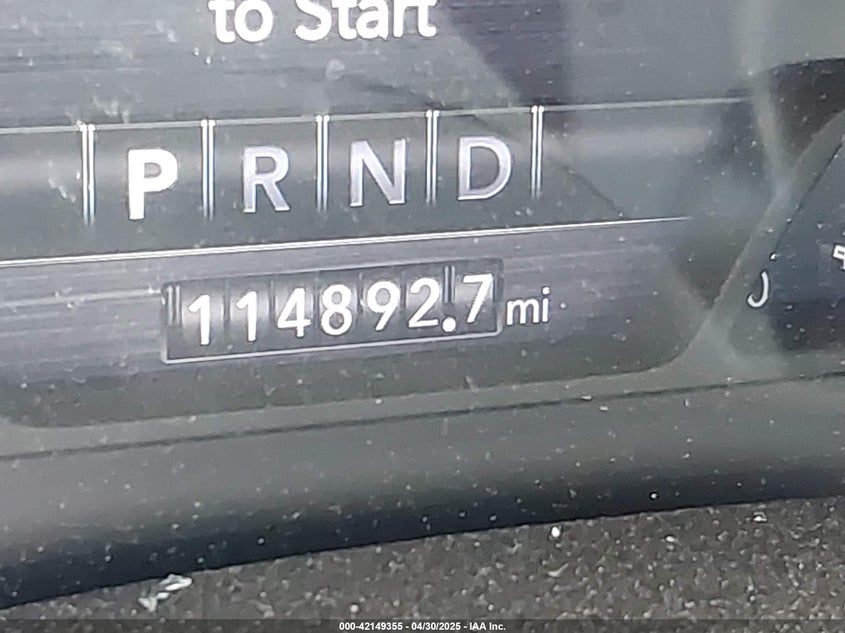 to Start
P R N D
114892.7 mi
000-42149355 - 04/30/2025 - IAA Inc.